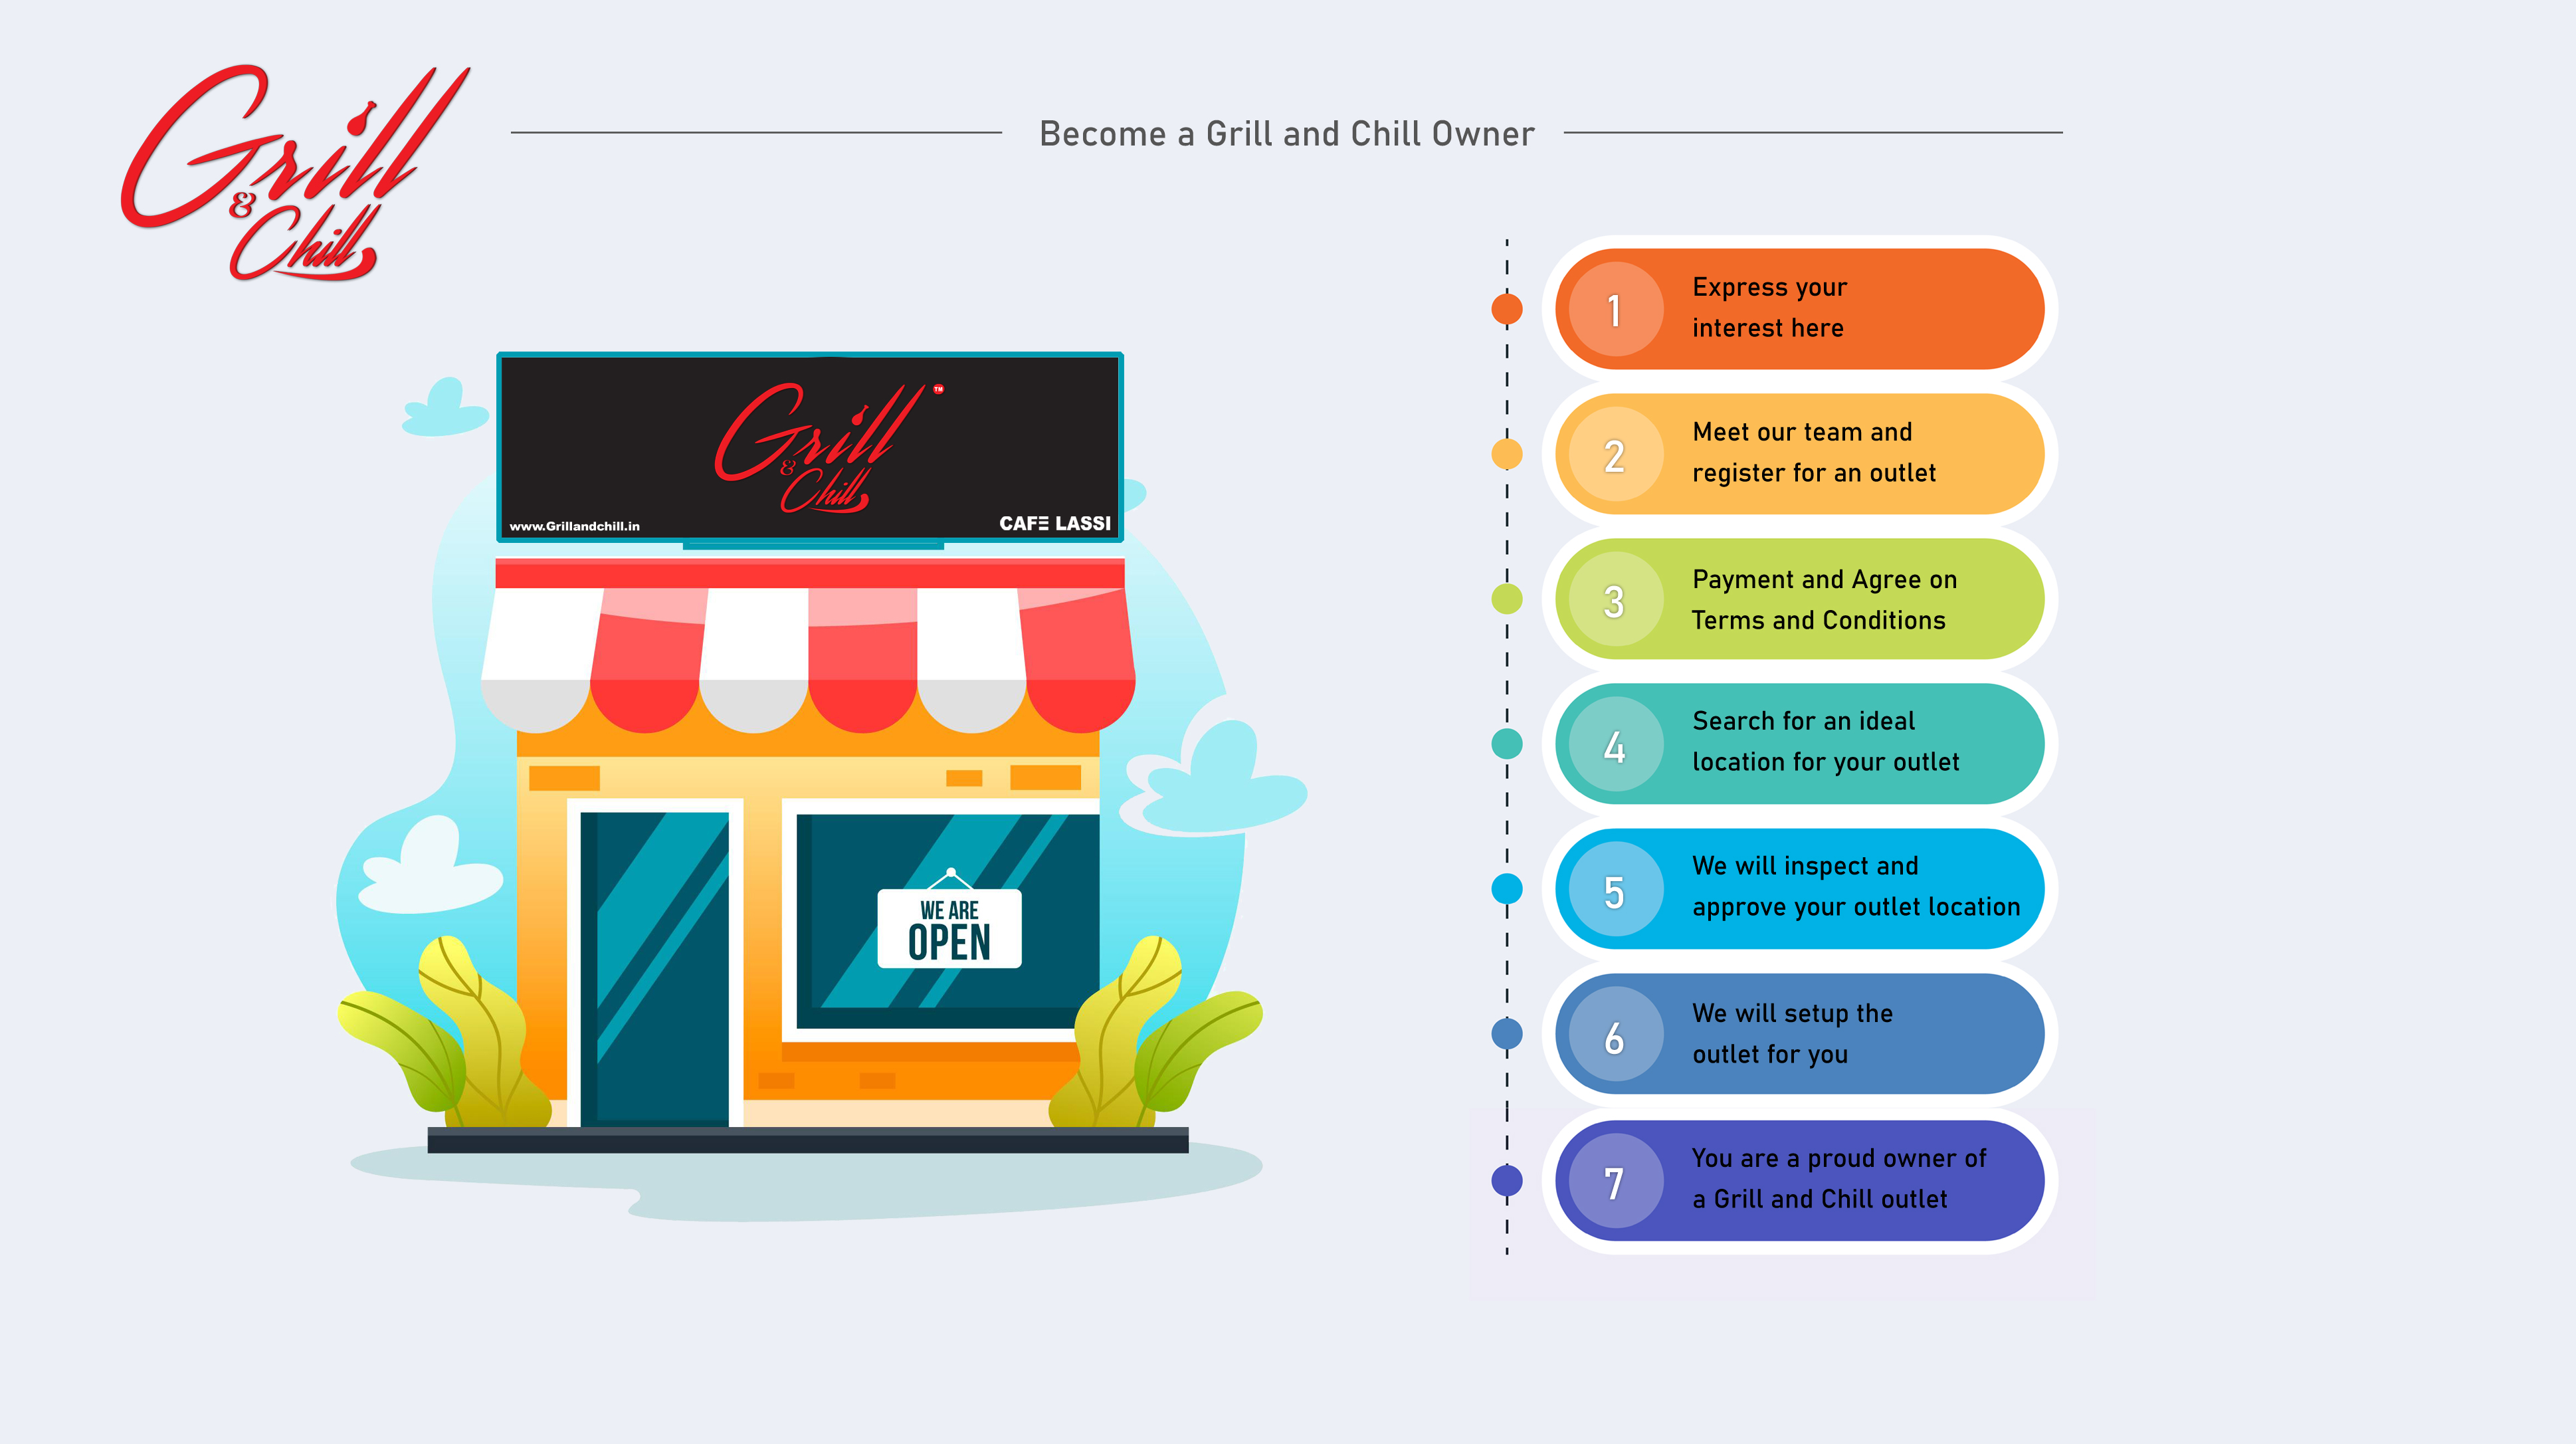 Grill
& Chill
Become a Grill and Chill Owner
Grill TM
& Chill
www.Grillandchill.in
CAFE LASSI
WE ARE
OPEN
1
Express your
interest here
2
Meet our team and
register for an outlet
3
Payment and Agree on
Terms and Conditions
4
Search for an ideal
location for your outlet
5
We will inspect and
approve your outlet location
6
We will setup the
outlet for you
7
You are a proud owner of
a Grill and Chill outlet